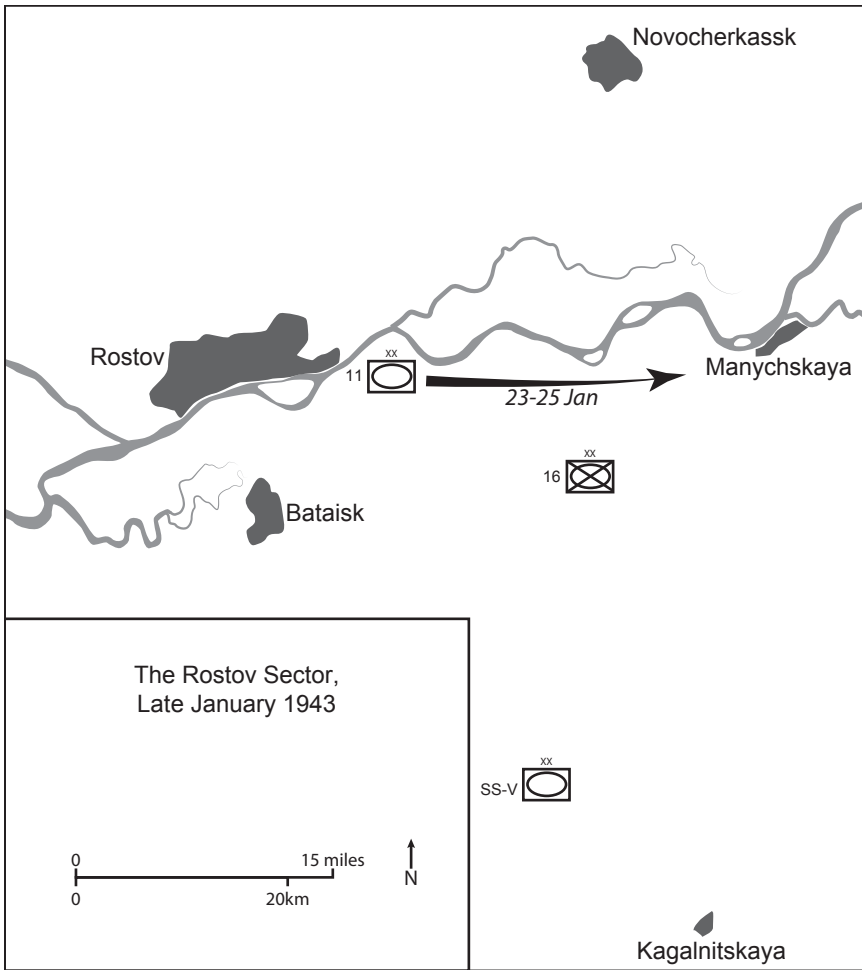 Novocherkassk
Rostov
xx
11
Manychskaya
23-25 Jan
xx
16
Bataisk
The Rostov Sector,
Late January 1943
xx
SS-V
0 15 miles
N
0 20km
Kagalnitskaya